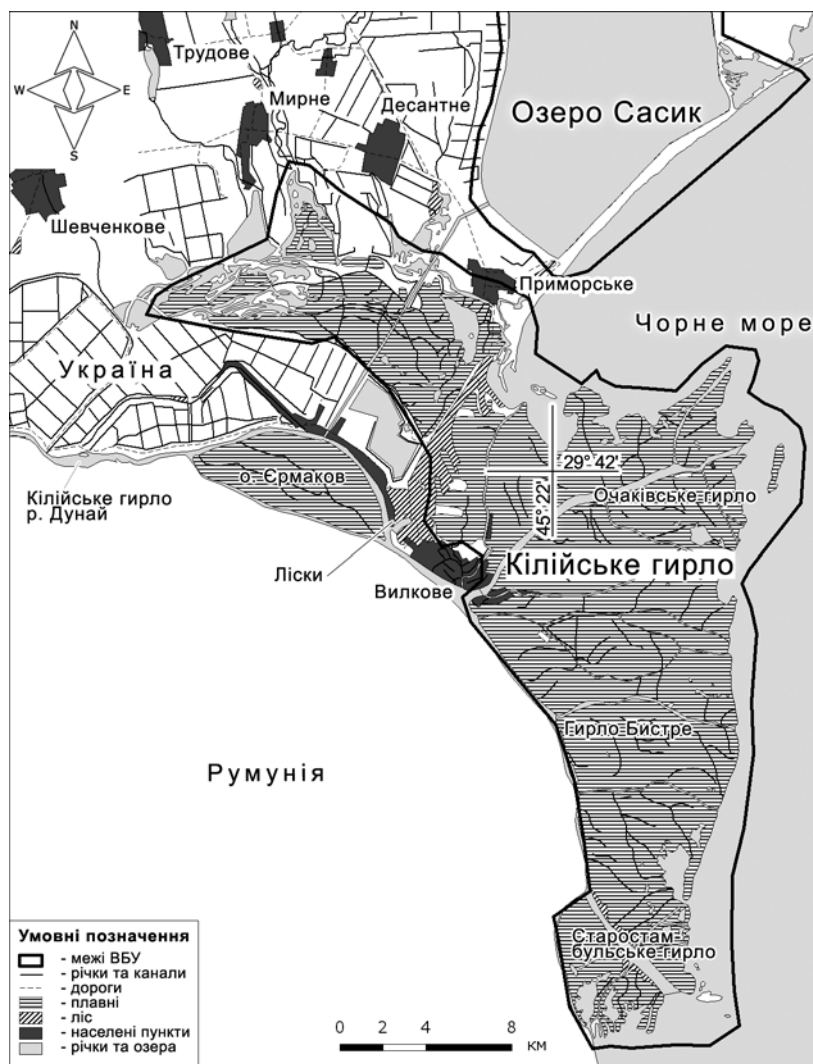 N
W
E
S
Трудове
Мирне
Десантне
Озеро Сасик
Шевченкове
Приморське
Чорне море
Україна
29° 42'
45° 22'
о. Єрмаков
Очаківське гирло
Кілійське гирло
р. Дунай
Ліски
Вилкове
Кілійське гирло
Гирло Бистре
Румунія
Старостам-
бульське гирло
Умовні позначення
- межі ВБУ
- річки та канали
- дороги
- плавні
- ліс
- населені пункти
- річки та озера
0 2 4 8
км